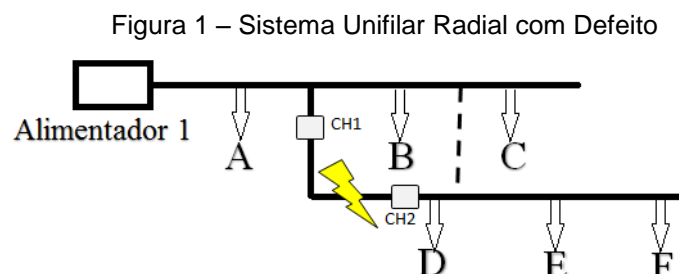 Figura 1 – Sistema Unifilar Radial com Defeito
Alimentador 1
CH1
A
B
C
CH2
D
E
F